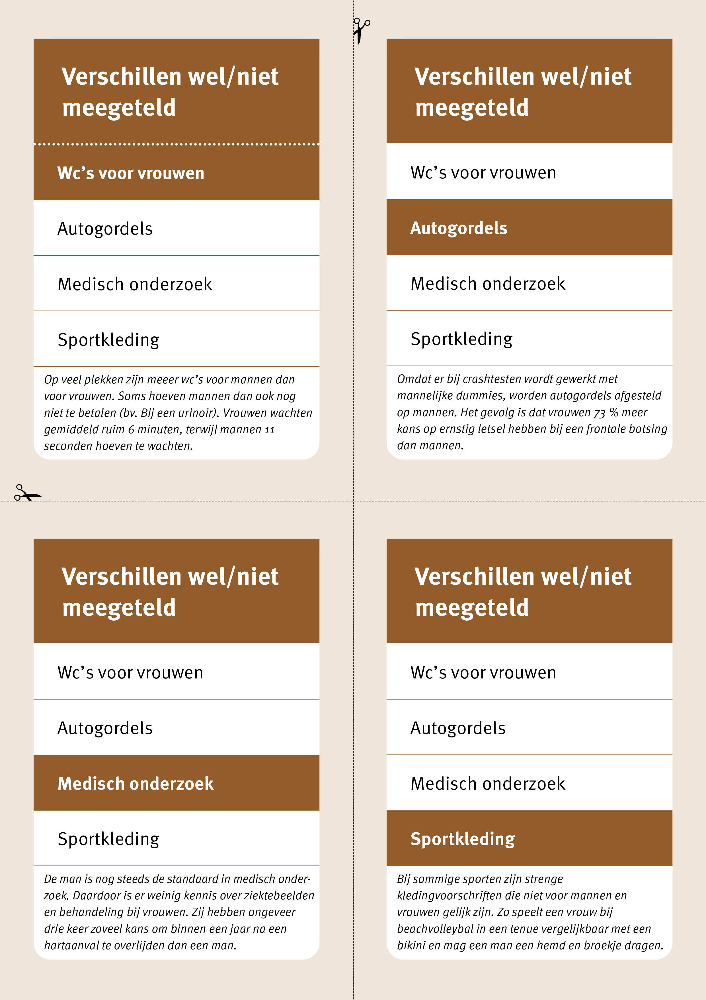 Verschillen wel/niet
meegeteld
Wc’s voor vrouwen
Autogordels
Medisch onderzoek
Sportkleding
Op veel plekken zijn meeer wc’s voor mannen dan
voor vrouwen. Soms hoeven mannen dan ook nog
niet te betalen (bv. Bij een urinoir). Vrouwen wachten
gemiddeld ruim 6 minuten, terwijl mannen 11
seconden hoeven te wachten.
Verschillen wel/niet
meegeteld
Wc’s voor vrouwen
Autogordels
Medisch onderzoek
Sportkleding
Omdat er bij crashtesten wordt gewerkt met
mannelijke dummies, worden autogordels afgesteld
op mannen. Het gevolg is dat vrouwen 73 % meer
kans op ernstig letsel hebben bij een frontale botsing
dan mannen.
Verschillen wel/niet
meegeteld
Wc’s voor vrouwen
Autogordels
Medisch onderzoek
Sportkleding
De man is nog steeds de standaard in medisch onder-
zoek. Daardoor is er weinig kennis over ziektebeelden
en behandeling bij vrouwen. Zij hebben ongeveer
drie keer zoveel kans om binnen een jaar na een
hartaanval te overlijden dan een man.
Verschillen wel/niet
meegeteld
Wc’s voor vrouwen
Autogordels
Medisch onderzoek
Sportkleding
Bij sommige sporten zijn strenge
kledingvoorschriften die niet voor mannen en
vrouwen gelijk zijn. Zo speelt een vrouw bij
beachvolleybal in een tenue vergelijkbaar met een
bikini en mag een man een hemd en broekje dragen.